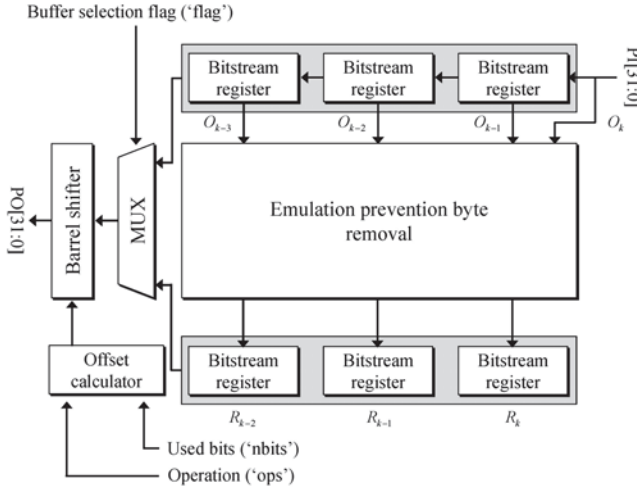 Buffer selection flag ('flag')
Bitstream
register
Bitstream
register
Bitstream
register
PI[31:0]
O_{k-3}
O_{k-2}
O_{k-1}
O_k
PO[31:0]
Barrel shifter
MUX
Emulation prevention byte
removal
Offset
calculator
Bitstream
register
Bitstream
register
Bitstream
register
R_{k-2}
R_{k-1}
R_k
Used bits ('nbits')
Operation ('ops')